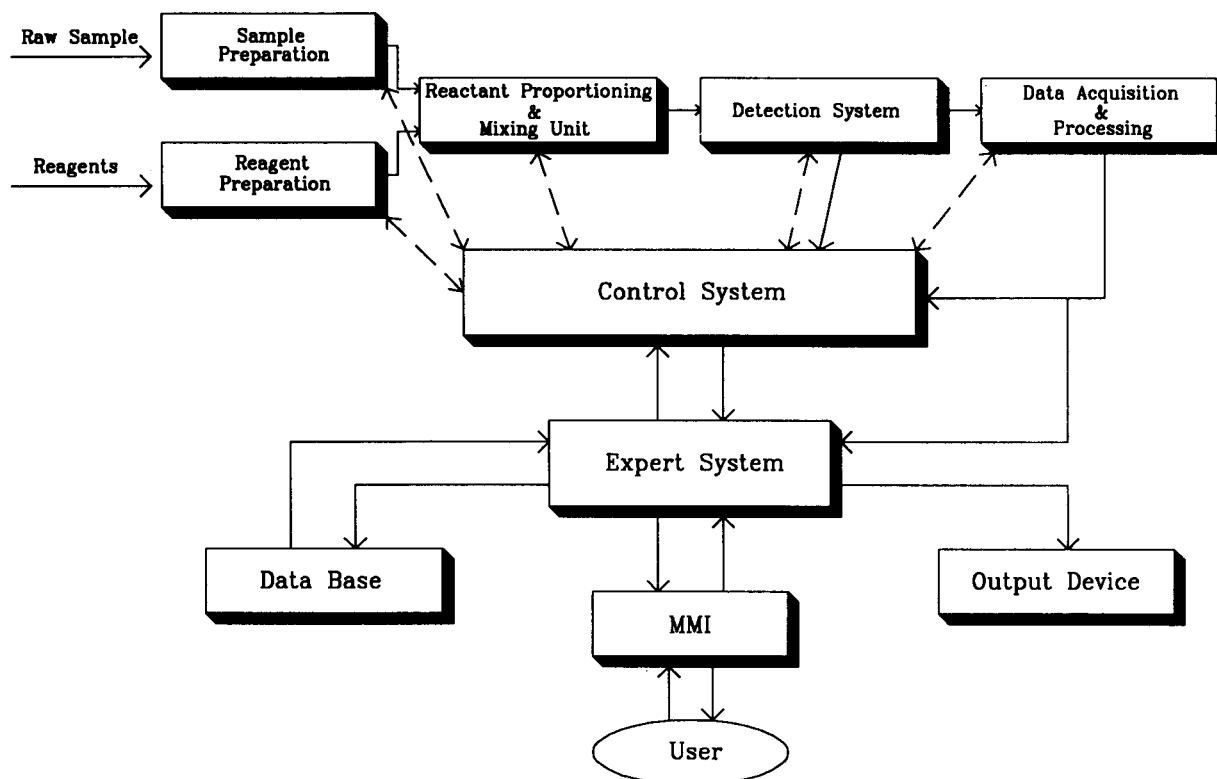 Raw Sample
Sample
Preparation
Reactant Proportioning
&
Mixing Unit
Detection System
Data Acquisition
&
Processing
Reagents
Reagent
Preparation
Control System
Expert System
Data Base
Output Device
MMI
User